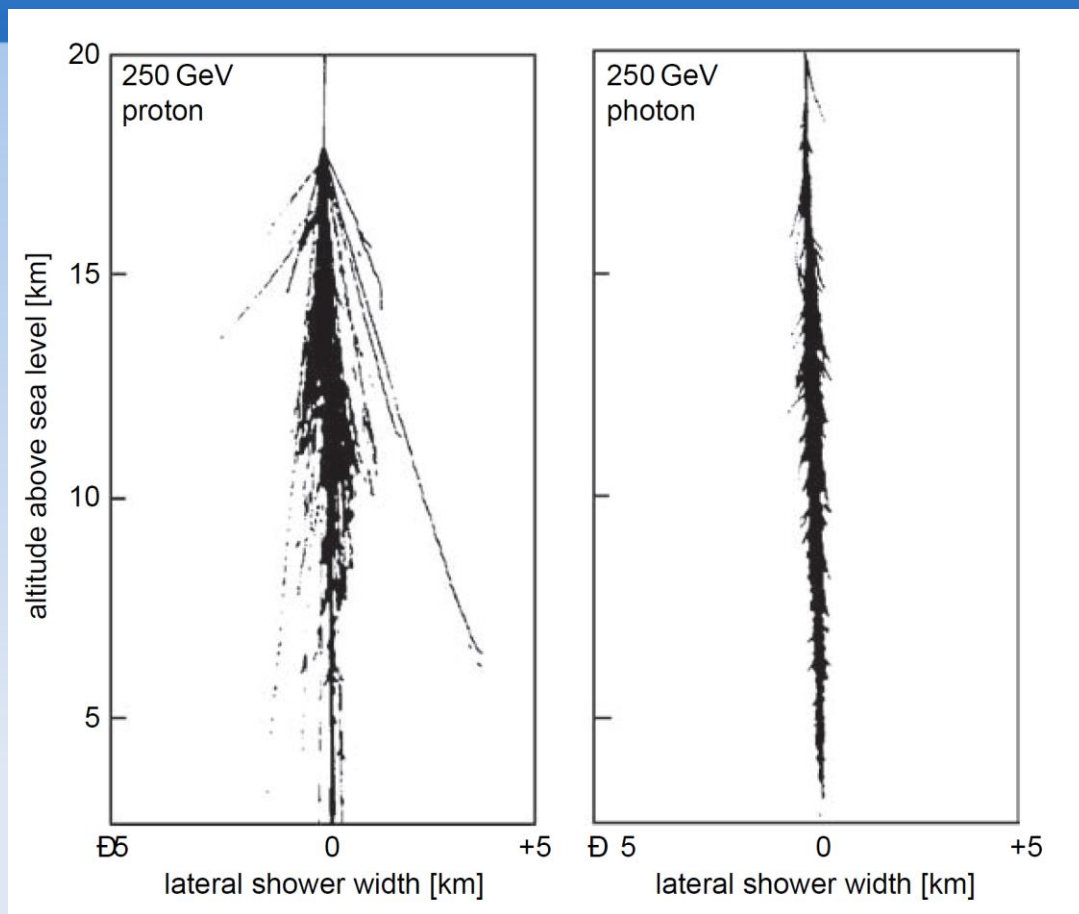 20
250 GeV
proton
15
10
5
altitude above sea level [km]
Đ5
0
+5
lateral shower width [km]
250 GeV
photon
Đ 5
0
+5
lateral shower width [km]